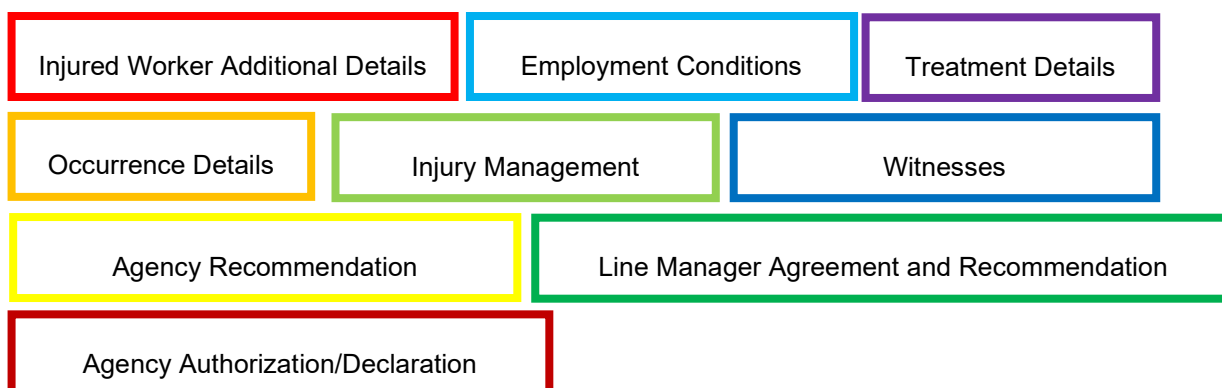 Injured Worker Additional Details
Employment Conditions
Treatment Details
Occurrence Details
Injury Management
Witnesses
Agency Recommendation
Line Manager Agreement and Recommendation
Agency Authorization/Declaration